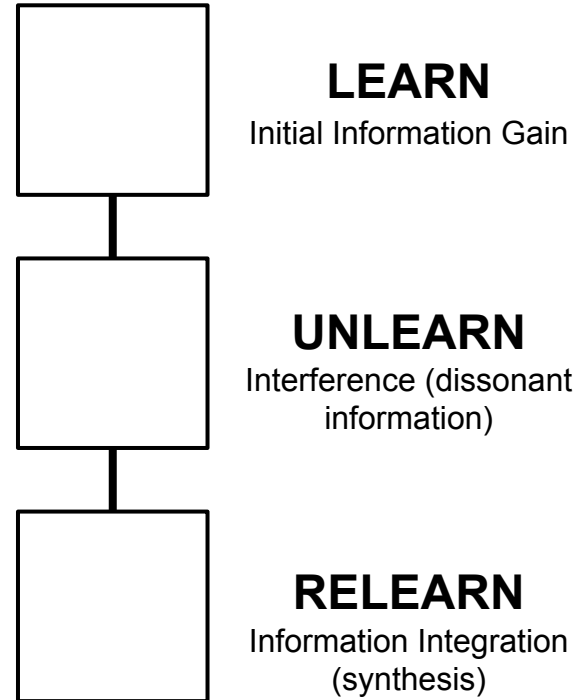 LEARN
Initial Information Gain
UNLEARN
Interference (dissonant
information)
RELEARN
Information Integration
(synthesis)